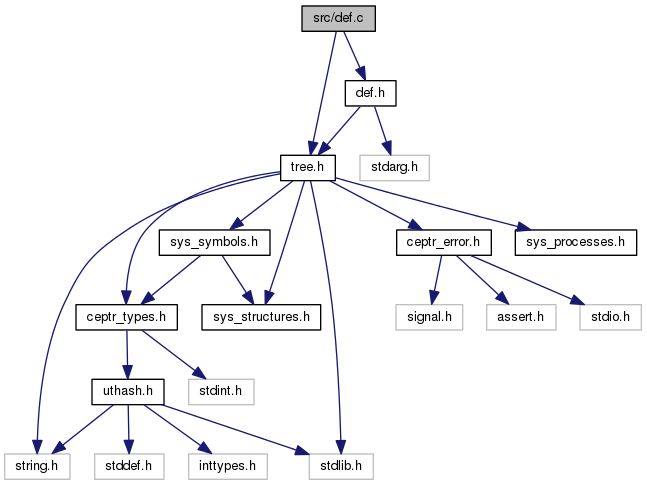 src/def.c
def.h
tree.h
stdarg.h
sys_symbols.h
ceptr_error.h
sys_processes.h
ceptr_types.h
sys_structures.h
signal.h
assert.h
stdio.h
uthash.h
stdint.h
string.h
stddef.h
inttypes.h
stdlib.h